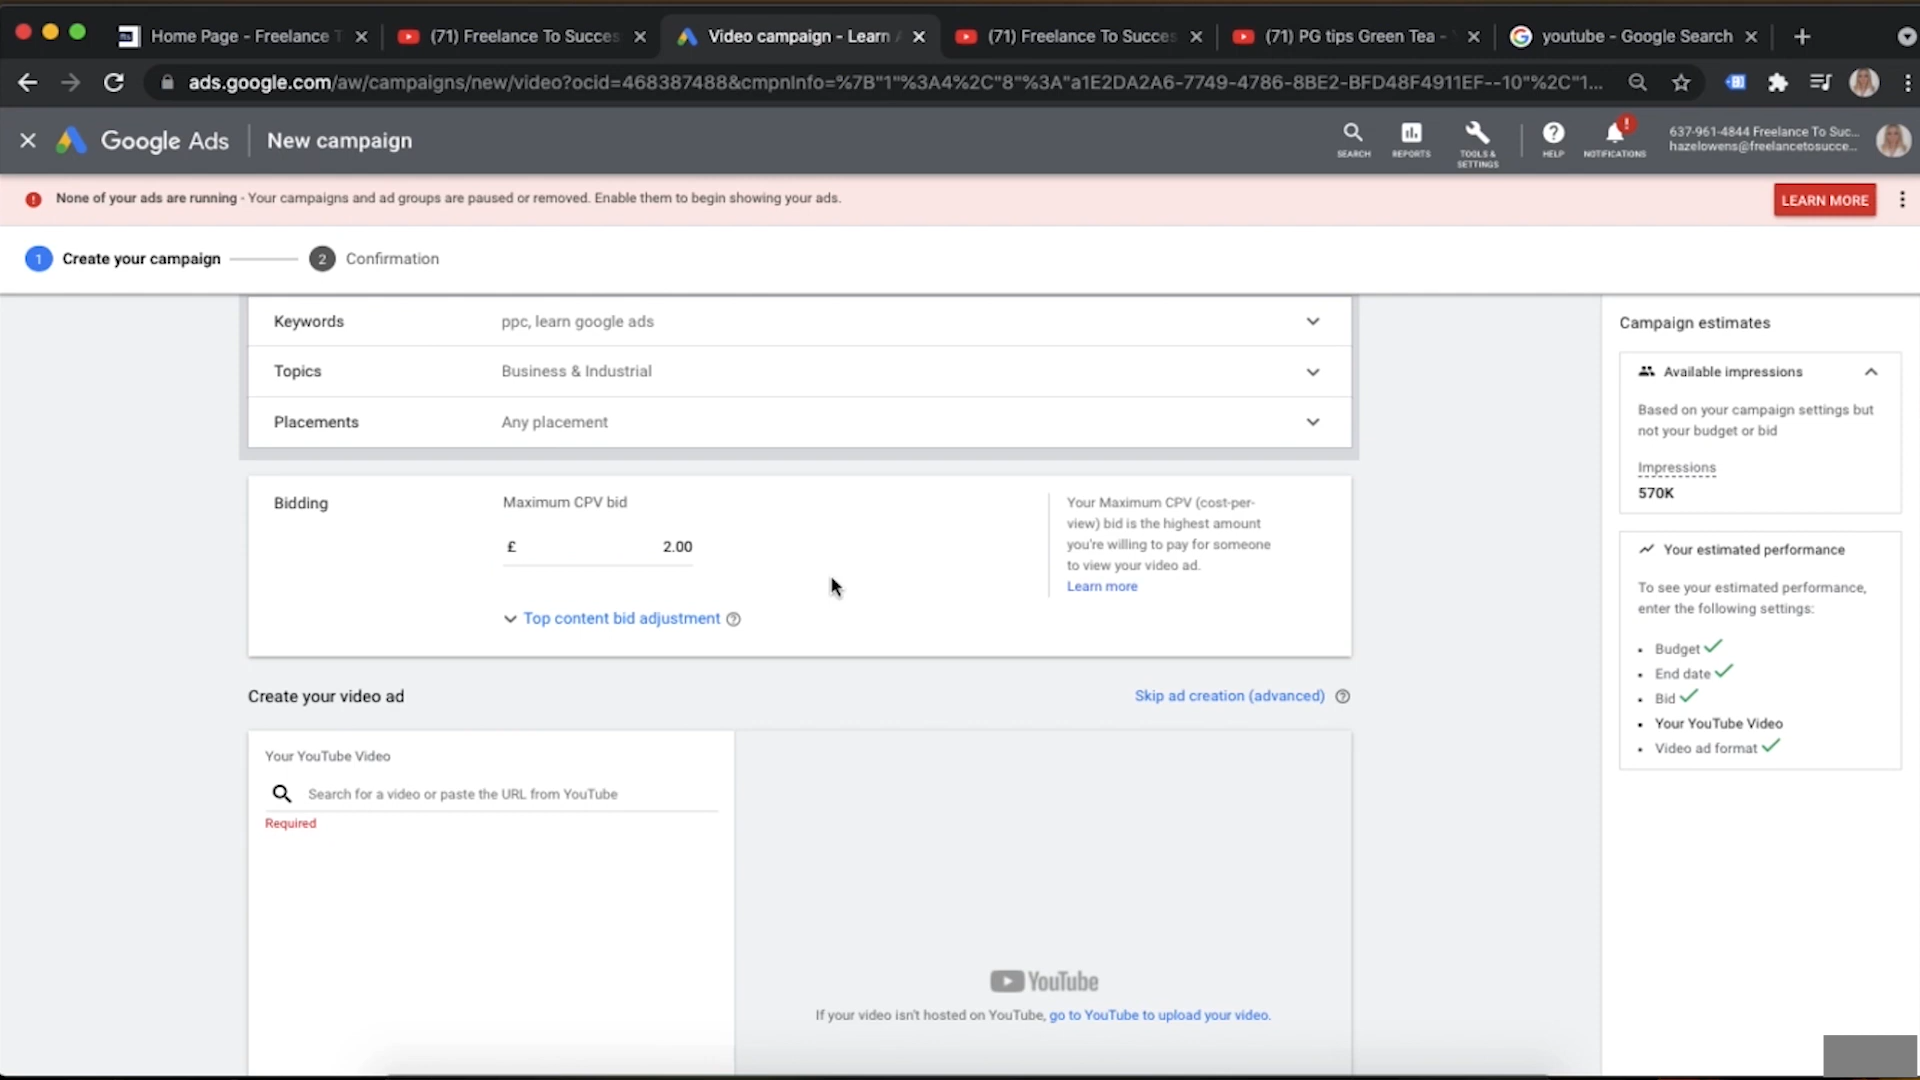 Home Page - Freelance T
(71) Freelance To Succes
Video campaign - Learn A
(71) Freelance To Succes
(71) PG tips Green Tea -
youtube - Google Search
ads.google.com/aw/campaigns/new/video?ocid=468387488&cmpnInfo=%7B"1"%3A4%2C"8"%3A"a1E2DA2A6-7749-4786-8BE2-BFD48F4911EF--10"%2C"1...
Google Ads
New campaign
SEARCH
REPORTS
TOOLS & SETTINGS
HELP
NOTIFICATIONS
637-961-4844 Freelance To Suc...
hazelowens@freelancetosucce...
None of your ads are running - Your campaigns and ad groups are paused or removed. Enable them to begin showing your ads.
LEARN MORE
1 Create your campaign
2 Confirmation
Keywords ppc, learn google ads
Topics Business & Industrial
Placements Any placement
Bidding
Maximum CPV bid
£ 2.00
Top content bid adjustment
Your Maximum CPV (cost-per-
view) bid is the highest amount
you're willing to pay for someone
to view your video ad.
Learn more
Create your video ad
Skip ad creation (advanced)
Your YouTube Video
Search for a video or paste the URL from YouTube
Required
YouTube
If your video isn't hosted on YouTube, go to YouTube to upload your video.
Campaign estimates
Available impressions
Based on your campaign settings but
not your budget or bid
Impressions
570K
Your estimated performance
To see your estimated performance,
enter the following settings:
Budget
End date
Bid
Your YouTube Video
Video ad format